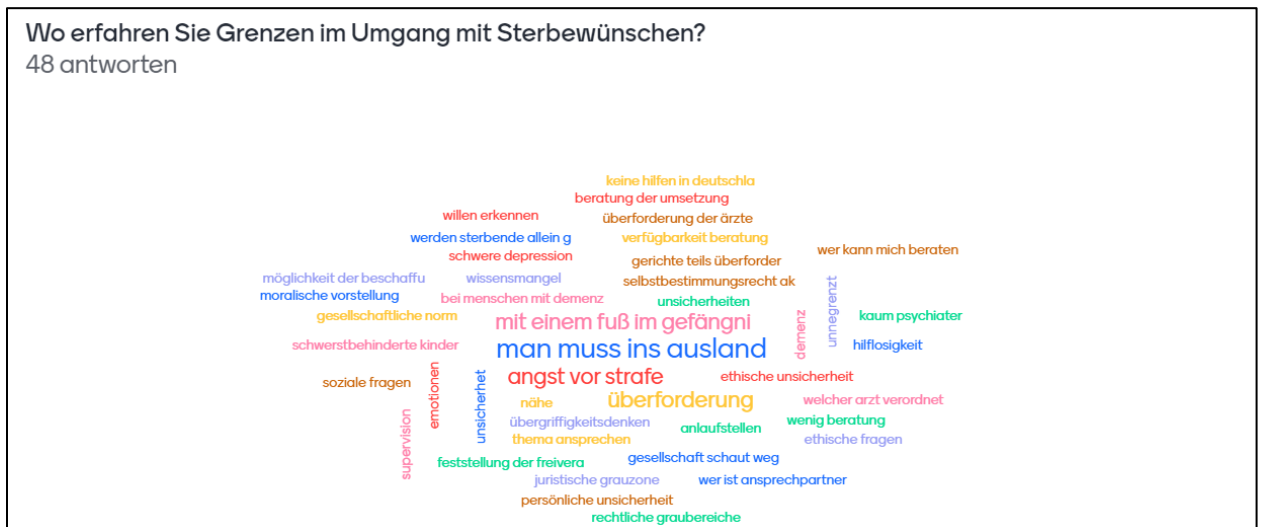 Wo erfahren Sie Grenzen im Umgang mit Sterbewünschen?
48 antworten
keine hilfen in deutschla
beratung der umsetzung
willen erkennen
überforderung der ärzte
werden sterbende allein g
verfügbarkeit beratung
wer kann mich beraten
schwere depression
gerichte teils überforder
möglichkeit der beschaffu
wissensmangel
selbstbestimmungsrecht ak
moralische vorstellung
bei menschen mit demenz
unsicherheiten
gesellschaftliche norm
mit einem fuß im gefängni
demenz
unnegrenzt
kaum psychiater
schwerstbehinderte kinder
man muss ins ausland
hilflosigkeit
soziale fragen
emotionen
unsicherhet
angst vor strafe
ethische unsicherheit
nähe
überforderung
welcher arzt verordnet
supervision
übergriffigkeitsdenken
anlaufstellen
wenig beratung
thema ansprechen
ethische fragen
feststellung der freivera
gesellschaft schaut weg
juristische grauzone
wer ist ansprechpartner
persönliche unsicherheit
rechtliche graubereiche